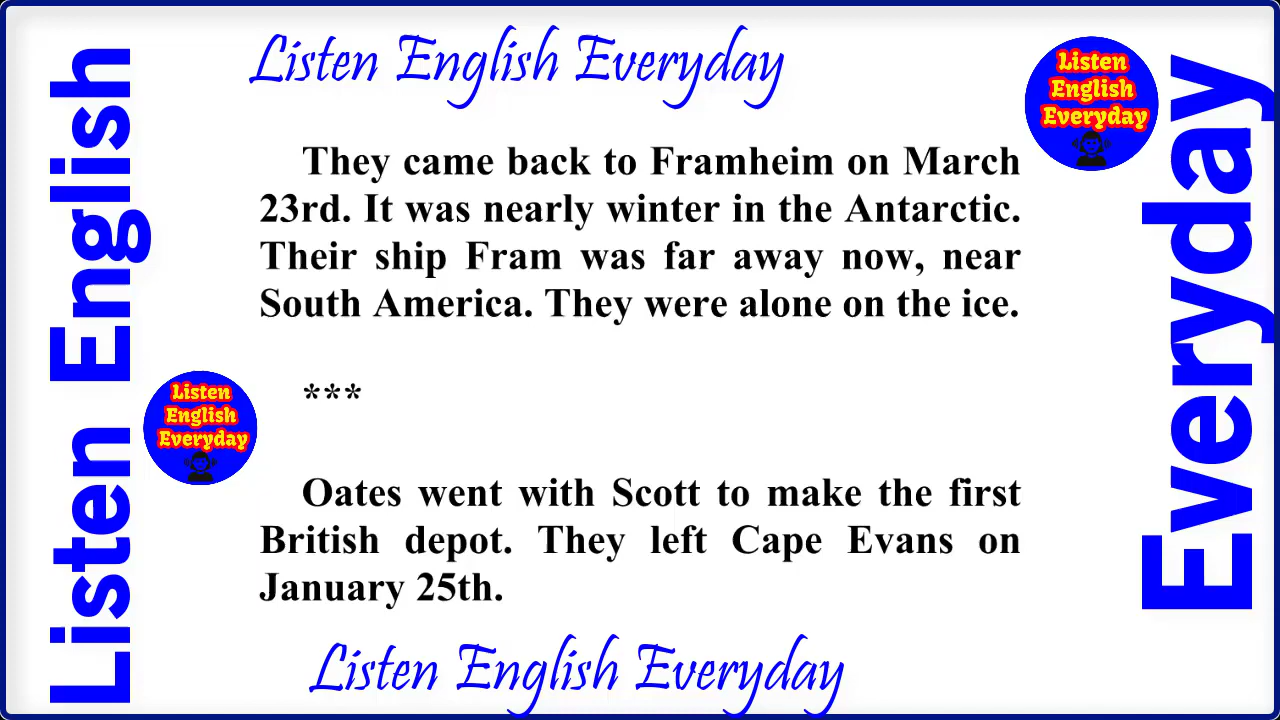 Listen English Everyday
Listen
English
Everyday
Listen English
Everyday
They came back to Framheim on March
23rd. It was nearly winter in the Antarctic.
Their ship Fram was far away now, near
South America. They were alone on the ice.
***
Listen
English
Everyday
Oates went with Scott to make the first
British depot. They left Cape Evans on
January 25th.
Listen English Everyday